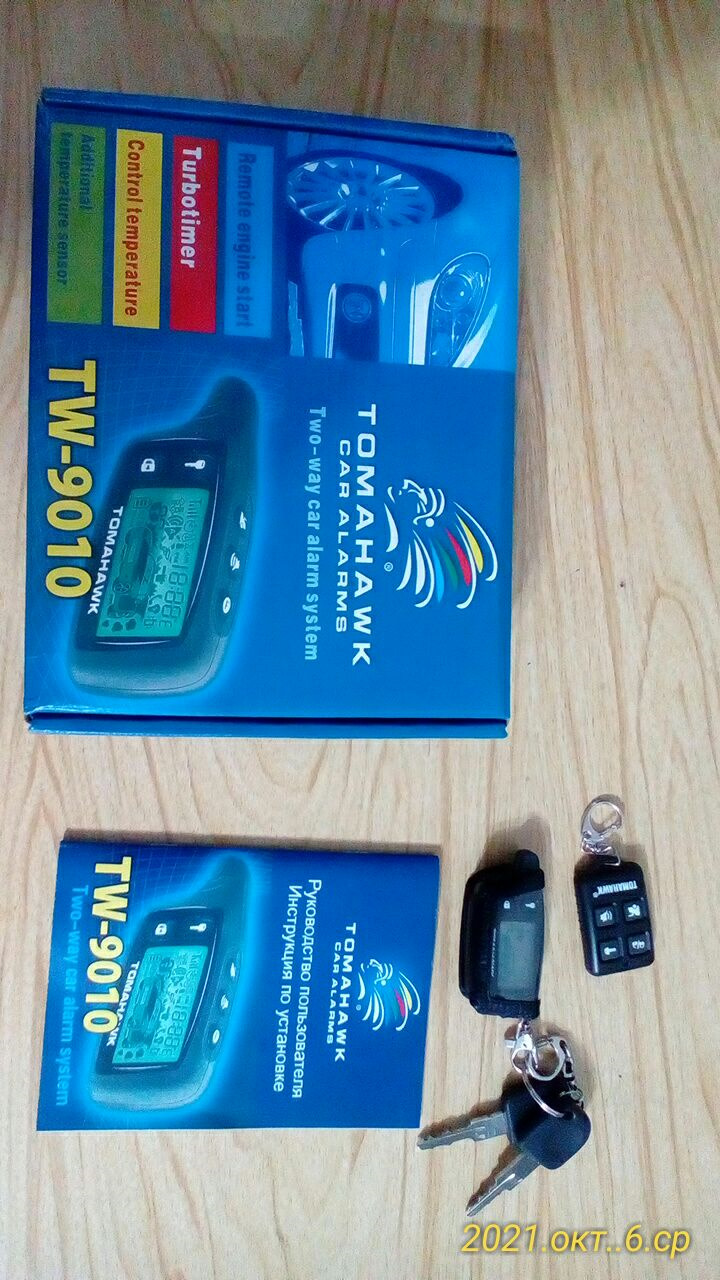 Remote engine start
Turbotimer
Control temperature
Additional
temperature sensor
TOMAHAWK
CAR ALARMS
®
Two-way car alarm system
TOMAHAWK
TW-9010
TOMAHAWK
CAR ALARMS
®
Руководство пользователя
Инструкция по установке
TOMAHAWK
TW-9010
Two-way car alarm system
TOMAHAWK
2021.окт..6.ср